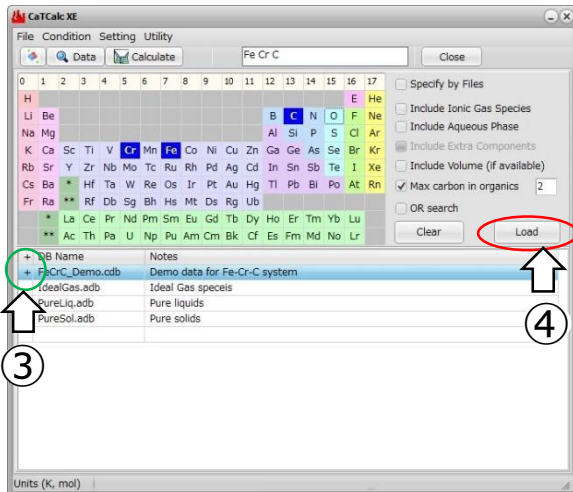 CaTCalc XE
File Condition Setting Utility
Data Calculate Fe Cr C Close
0 1 2 3 4 5 6 7 8 9 10 11 12 13 14 15 16 17
H E He
Li Be B C N O F Ne
Na Mg Al Si P S Cl Ar
K Ca Sc Ti V Cr Mn Fe Co Ni Cu Zn Ga Ge As Se Br Kr
Rb Sr Y Zr Nb Mo Tc Ru Rh Pd Ag Cd In Sn Sb Te I Xe
Cs Ba * Hf Ta W Re Os Ir Pt Au Hg Tl Pb Bi Po At Rn
Fr Ra ** Rf Db Sg Bh Hs Mt Ds Rg Ub
* La Ce Pr Nd Pm Sm Eu Gd Tb Dy Ho Er Tm Yb Lu
** Ac Th Pa U Np Pu Am Cm Bk Cf Es Fm Md No Lr
Specify by Files
Include Ionic Gas Species
Include Aqueous Phase
Include Extra Components
Include Volume (if available)
Max carbon in organics 2
OR search
Clear Load
+ DB Name Notes
+ FeCrC_Demo.cdb Demo data for Fe-Cr-C system
IdealGas.adb Ideal Gas speceis
PureLiq.adb Pure liquids
PureSol.adb Pure solids
③
④
Units (K, mol)